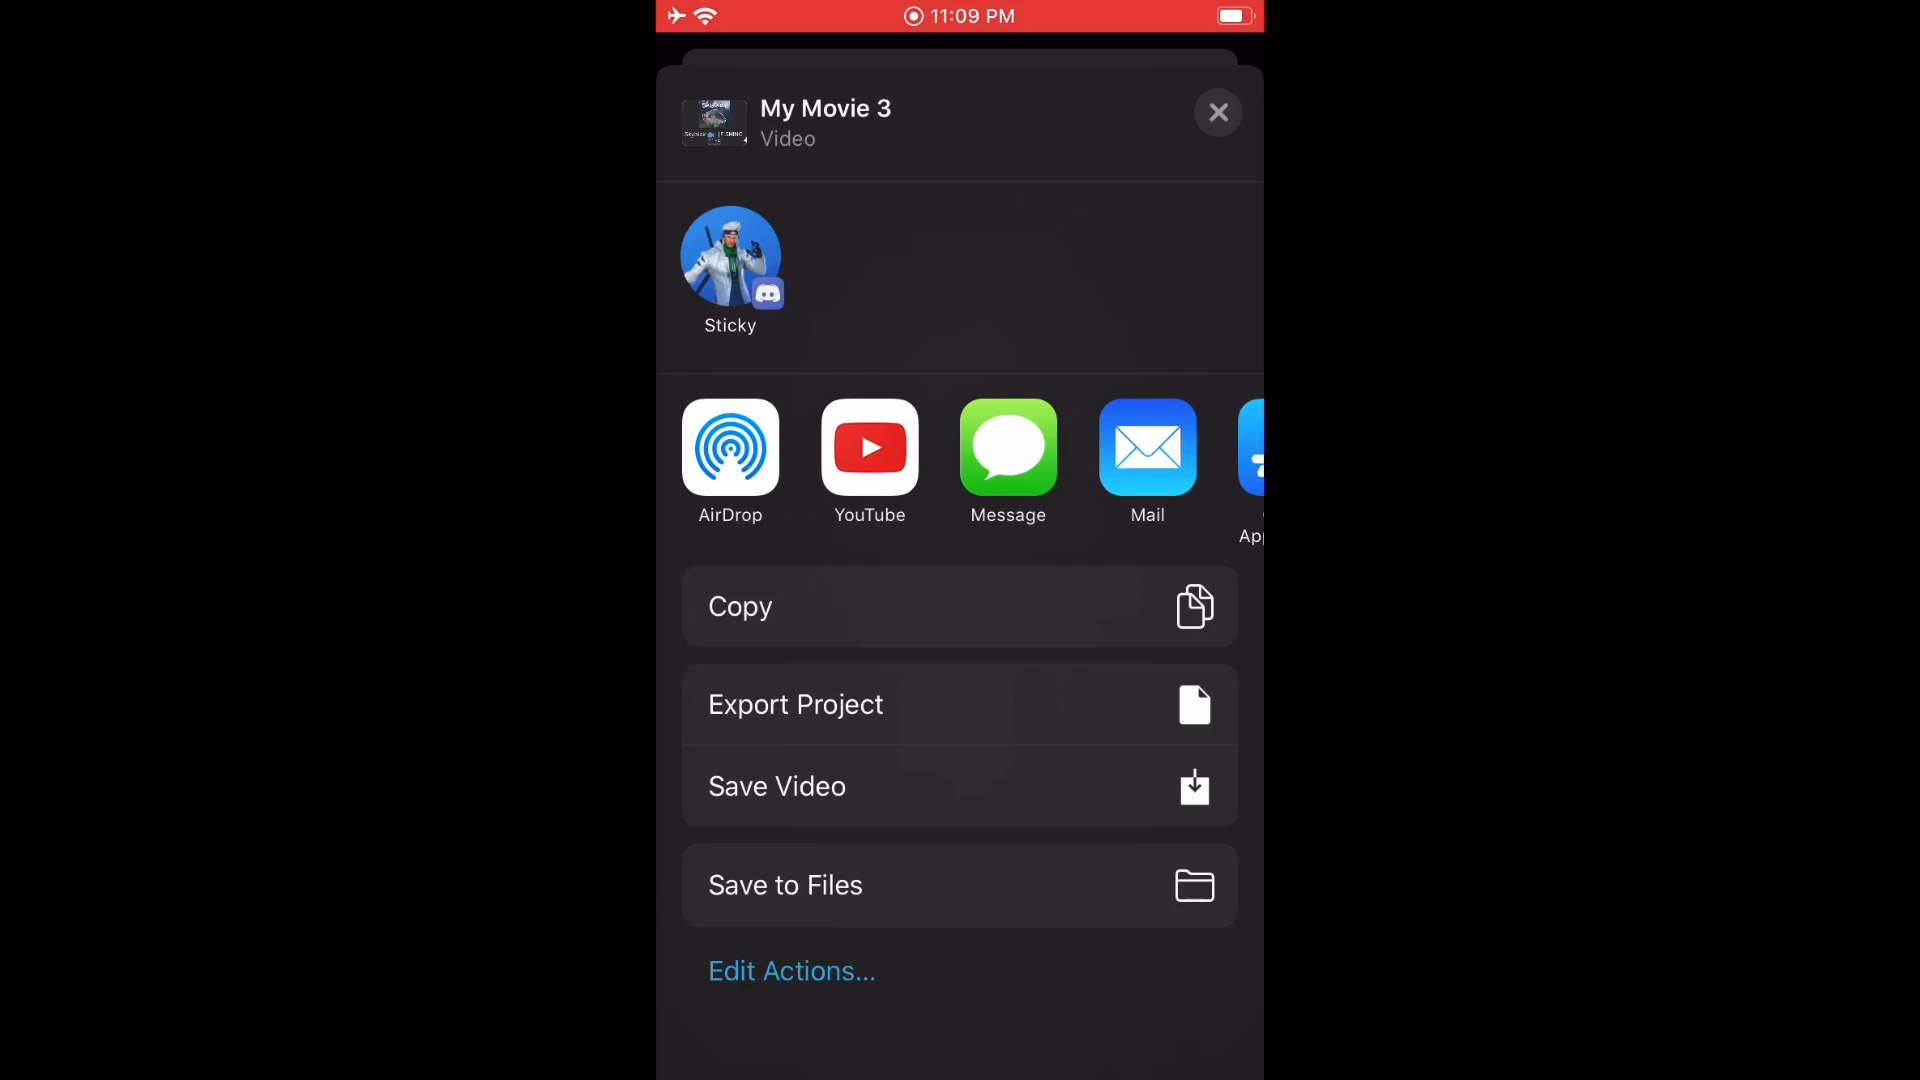 11:09 PM
My Movie 3
Video
Sticky
AirDrop
YouTube
Message
Mail
Copy
Export Project
Save Video
Save to Files
Edit Actions...